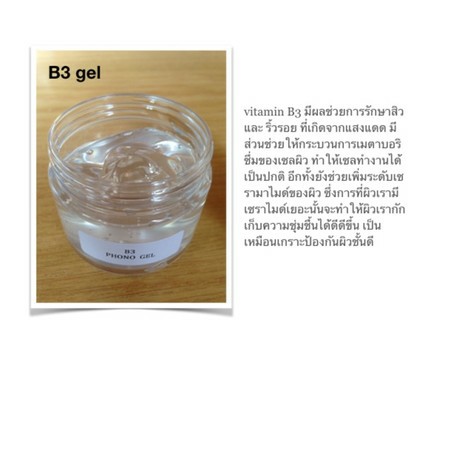 B3 gel
B3
PHONO GEL
vitamin B3 มีผลช่วยการรักษาสิว
และ ริ้วรอย ที่เกิดจากแสงแดด มี
ส่วนช่วยให้กระบวนการเมตาบอริ
ซึ่มของเซลผิว ทำให้เซลทำงานได้
เป็นปกติ อีกทั้งยังช่วยเพิ่มระดับเซ
รามาไมด์ของผิว ซึ่งการที่ผิวเรามี
เซราไมด์เยอะนั้นจะทำให้ผิวเรากัก
เก็บความชุ่มชื้นได้ดีดีขึ้น เป็น
เหมือนเกราะป้องกันผิวชั้นดี